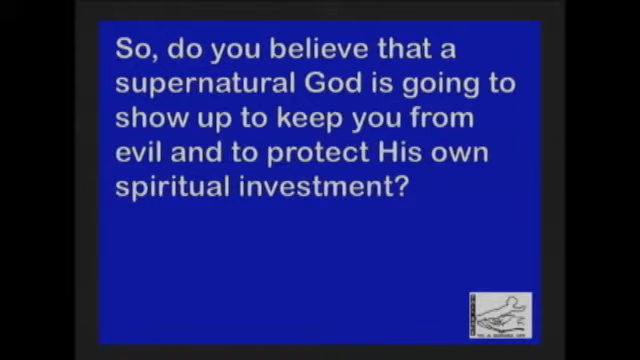 So, do you believe that a
supernatural God is going to
show up to keep you from
evil and to protect His own
spiritual investment?